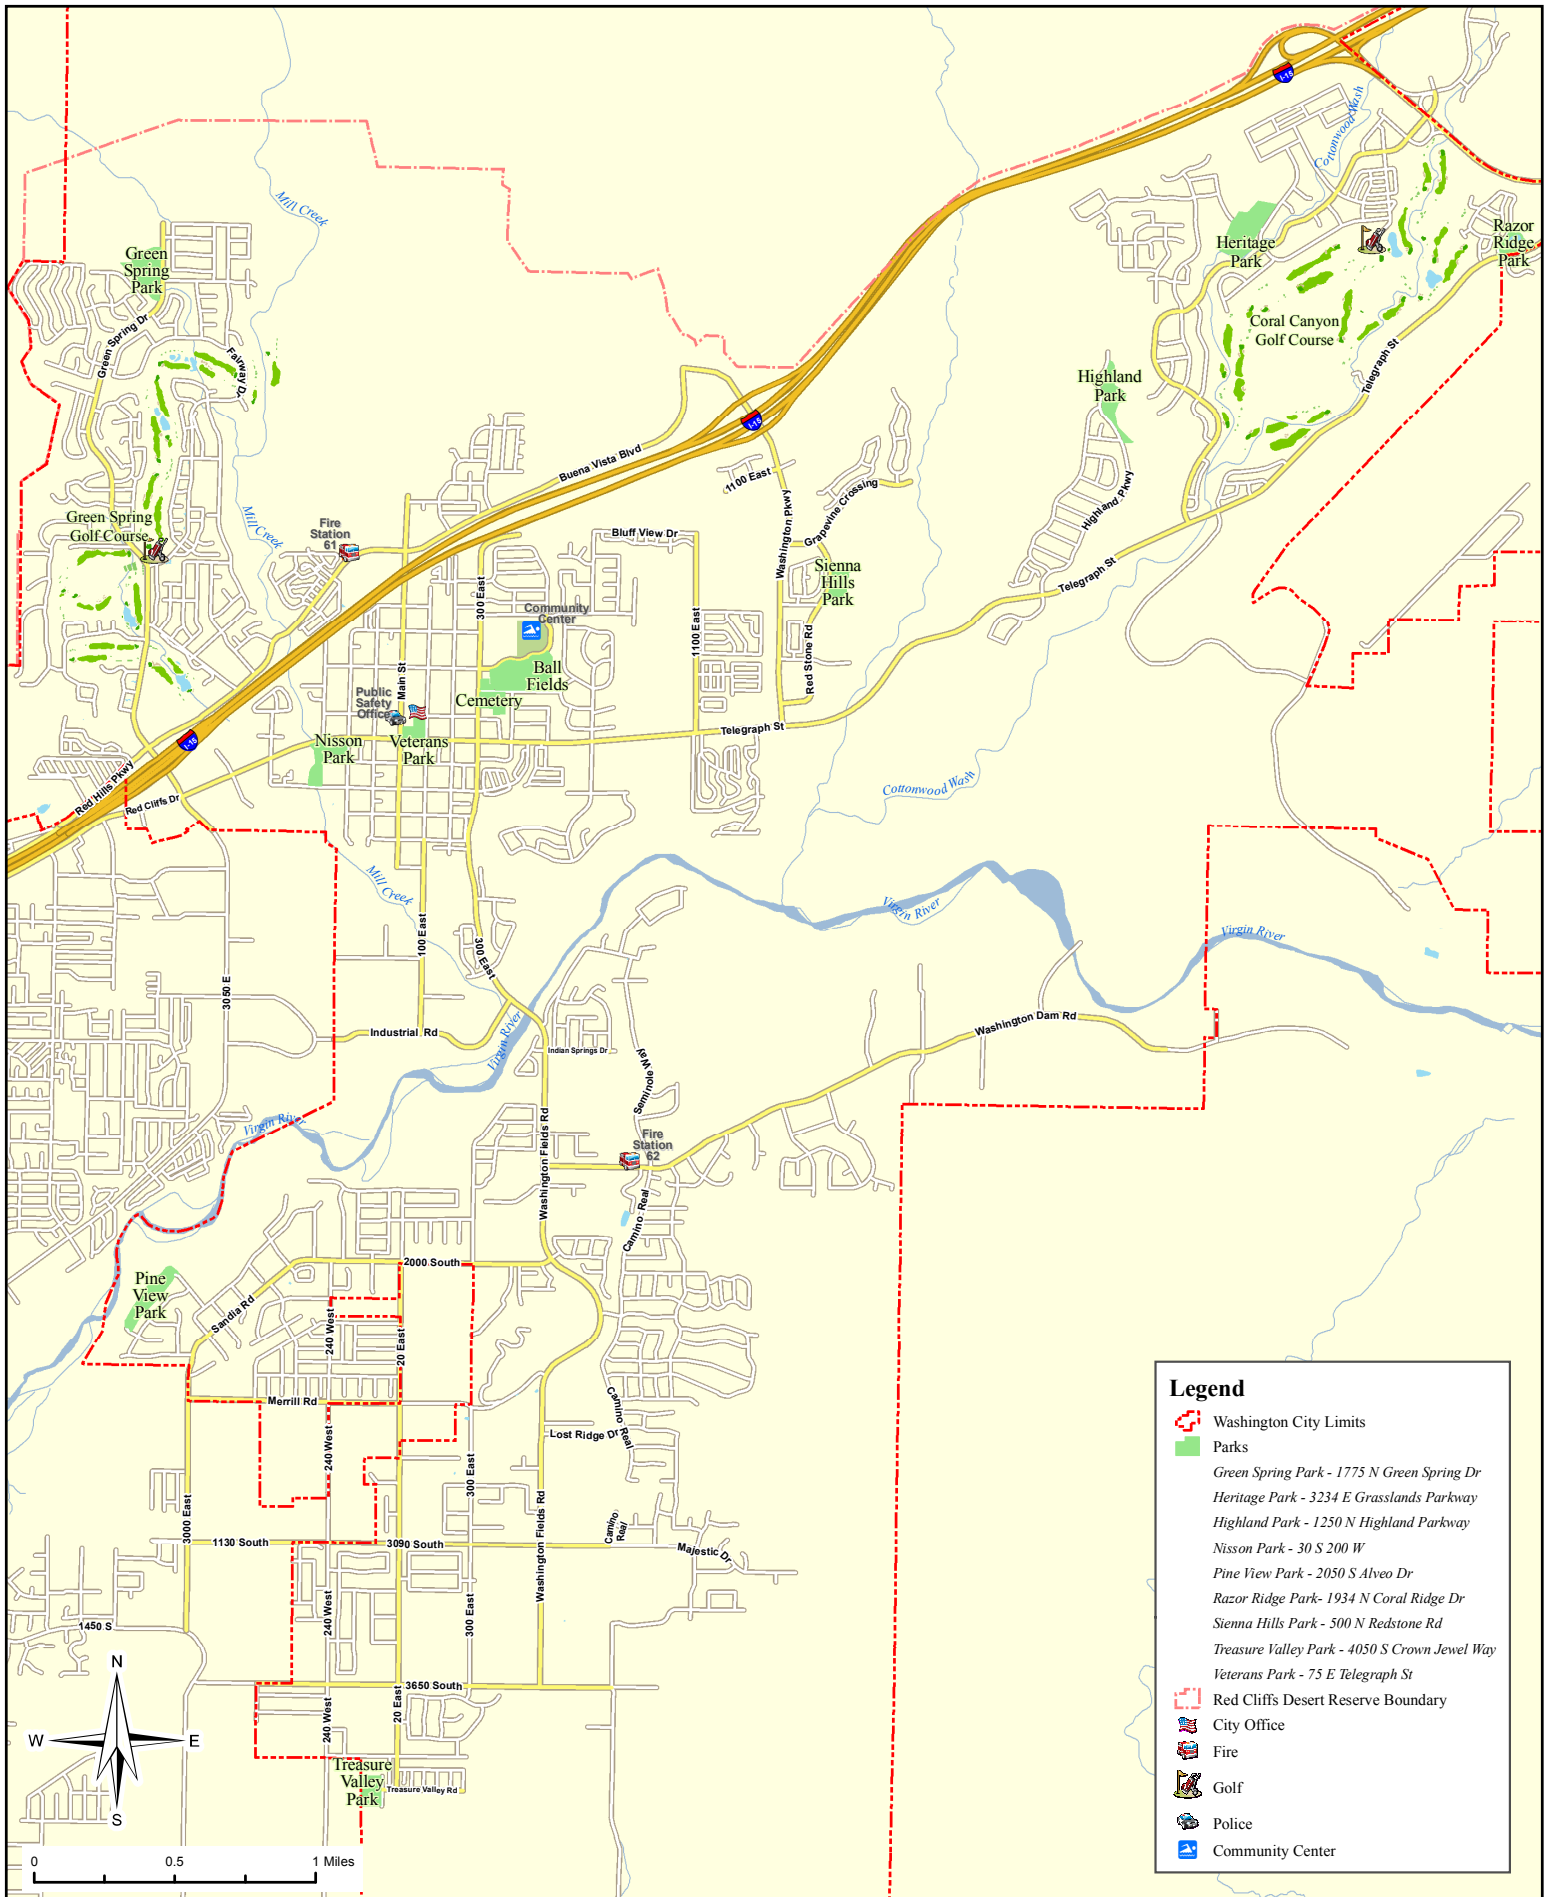 I-15
Cottonwood Wash
Mill Creek
Green
Spring
Park
Heritage
Park
Razor
Ridge
Park
Green Spring Dr
Fairway Dr
Coral Canyon
Golf Course
Telegraph St
Highland
Park
I-15
Buena Vista Blvd
1100 East
Washington Pkwy
Grapevine Crossing
Highland Pkwy
Green Spring
Golf Course
Mill Creek
Fire
Station
61
Bluff View Dr
Sienna
Hills
Park
Telegraph St
300 East
Community
Center
1100 East
Red Stone Rd
Main St
Ball
Fields
Cemetery
Public
Safety
Office
Nisson
Park
Veterans
Park
Telegraph St
I-15
Red Hills Pkwy
Red Cliffs Dr
Cottonwood Wash
Mill Creek
Virgin River
Virgin River
100 East
300 East
3050 E
Industrial Rd
Virgin River
Washington Dam Rd
Indian Springs Dr
Seminole Way
Virgin River
Washington Fields Rd
Fire
Station
62
Camino Real
2000 South
Pine
View
Park
Sandia Rd
240 West
20 East
Merrill Rd
Camino Real
Lost Ridge Dr
240 West
300 East
3000 East
Washington Fields Rd
Camino
Real
1130 South
3090 South
Majestic Dr
240 West
300 East
1450 S
3650 South
240 West
20 East
Treasure
Valley
Park
Treasure Valley Rd
N
W
E
S
0 0.5 1 Miles
Legend
Washington City Limits
Parks
Green Spring Park - 1775 N Green Spring Dr
Heritage Park - 3234 E Grasslands Parkway
Highland Park - 1250 N Highland Parkway
Nisson Park - 30 S 200 W
Pine View Park - 2050 S Alveo Dr
Razor Ridge Park- 1934 N Coral Ridge Dr
Sienna Hills Park - 500 N Redstone Rd
Treasure Valley Park - 4050 S Crown Jewel Way
Veterans Park - 75 E Telegraph St
Red Cliffs Desert Reserve Boundary
City Office
Fire
Golf
Police
Community Center